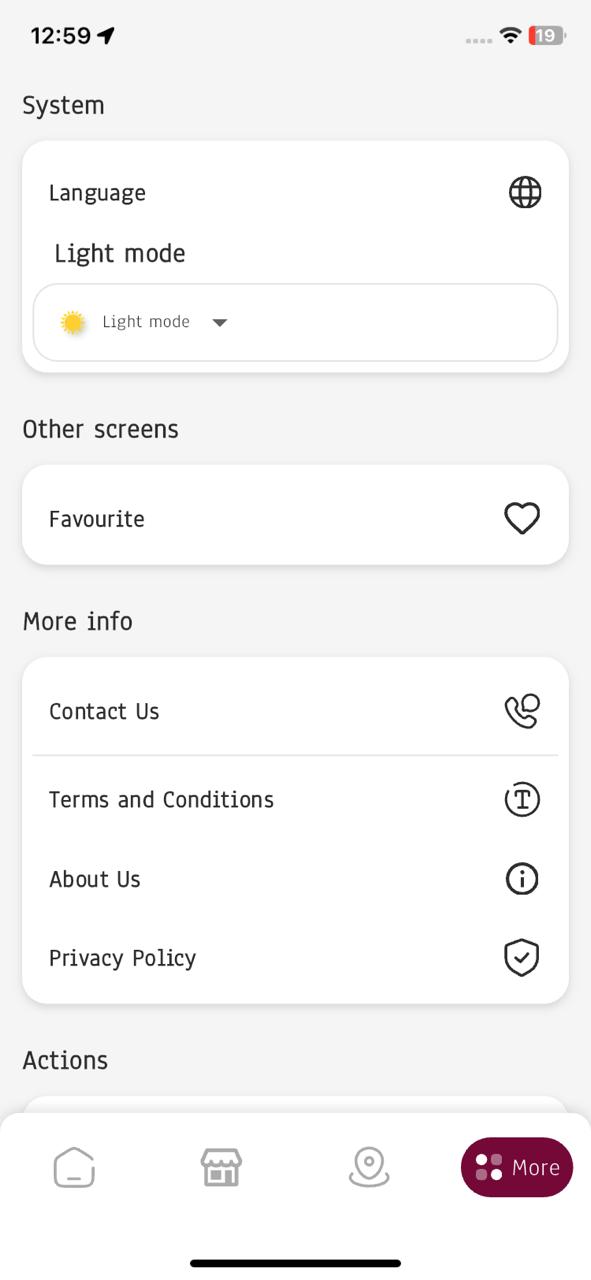 12:59
19
System
Language
Light mode
Light mode
Other screens
Favourite
More info
Contact Us
Terms and Conditions
About Us
Privacy Policy
Actions
More